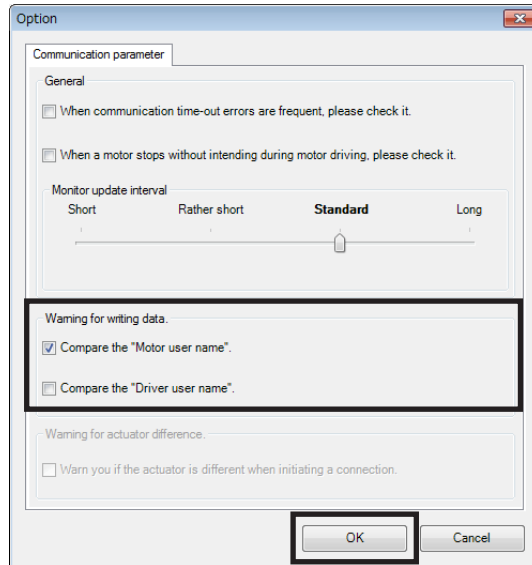 Option
Communication parameter
General
When communication time-out errors are frequent, please check it.
When a motor stops without intending during motor driving, please check it.
Monitor update interval
Short Rather short Standard Long
Warning for writing data.
Compare the "Motor user name".
Compare the "Driver user name".
Warning for actuator difference.
Warn you if the actuator is different when initiating a connection.
OK Cancel